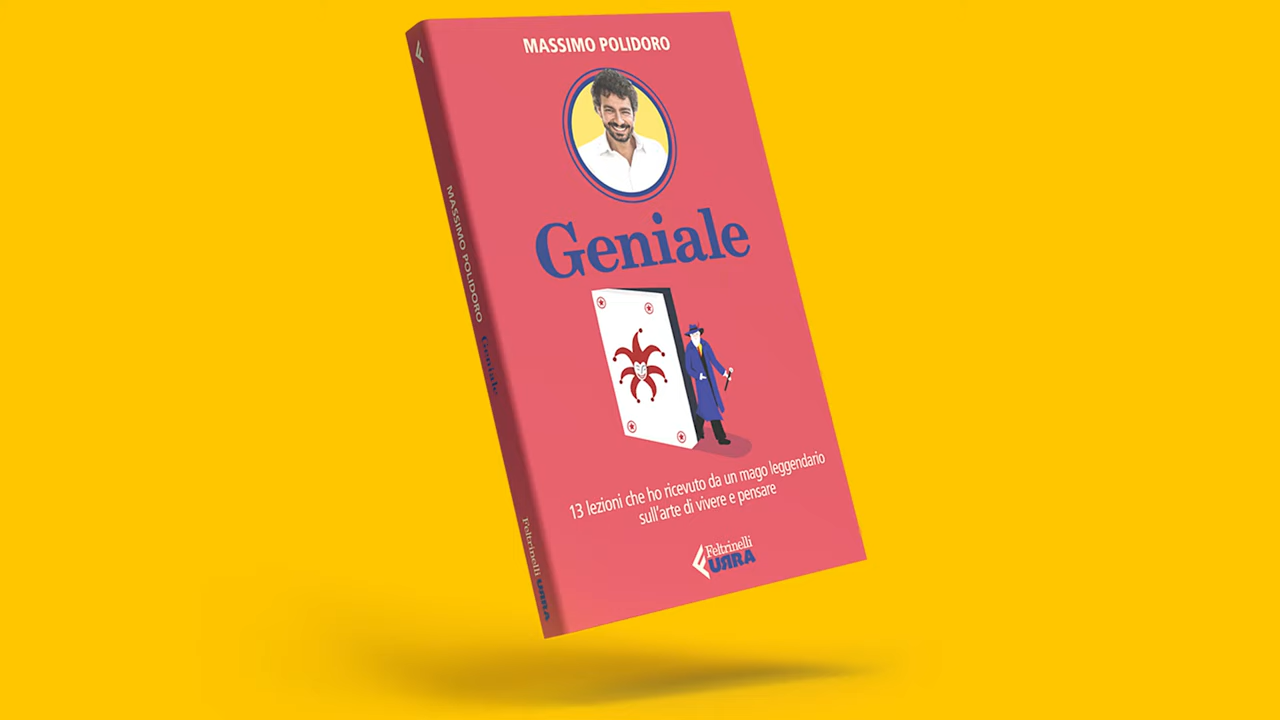 MASSIMO POLIDORO
Geniale
13 lezioni che ho ricevuto da un mago leggendario
sull'arte di vivere e pensare
Feltrinelli
URRA
MASSIMO POLIDORO Geniale Feltrinelli URRA